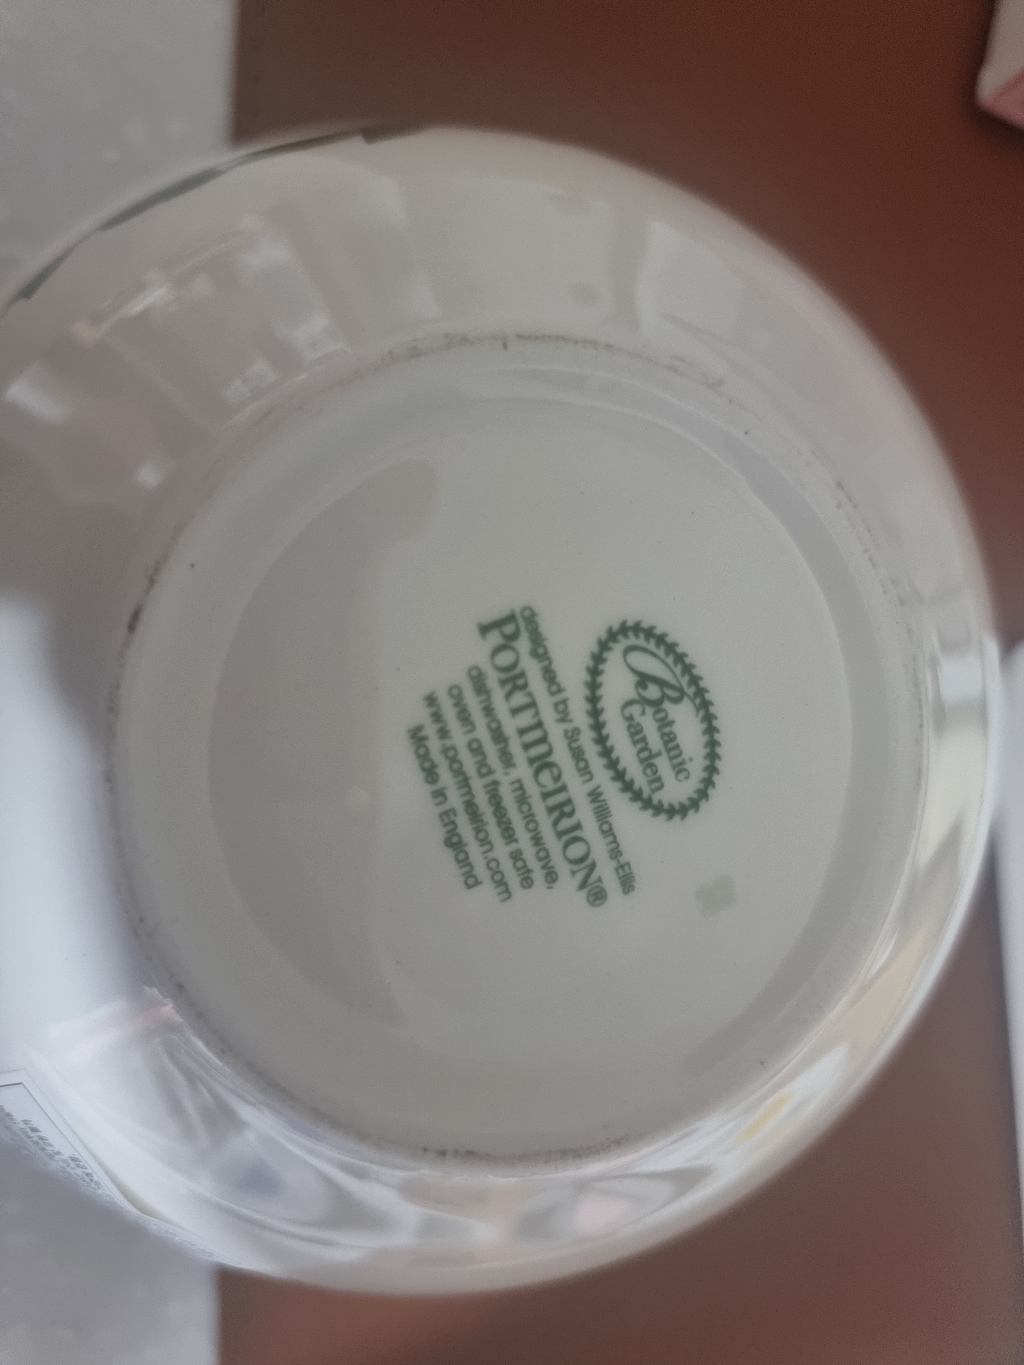 Botanic
Garden
designed by Susan Williams-Ellis
PORTMEIRION®
dishwasher, microwave,
oven and freezer safe
www.portmeirion.com
Made in England